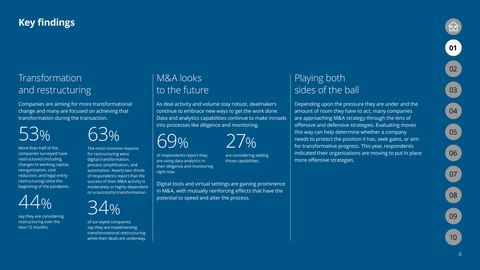 Key findings
Transformation
and restructuring
Companies are aiming for more transformational
change and many are focused on achieving that
transformation during the transaction.
53%
More than half of the
companies surveyed have
restructured (including
changes to working capital,
reorganization, cost
reduction, and legal entity
restructuring) since the
beginning of the pandemic.
44%
say they are considering
restructuring over the
next 12 months.
63%
The most common reasons
for restructuring were
digital transformation,
process simplification, and
automation. Nearly two-thirds
of respondents report that the
success of their M&A activity is
moderately or highly dependent
on a successful transformation.
34%
of surveyed companies
say they are implementing
transformational restructuring
while their deals are underway.
M&A looks
to the future
As deal activity and volume stay robust, dealmakers
continue to embrace new ways to get the work done.
Data and analytics capabilities continue to make inroads
into processes like diligence and monitoring.
69%
of respondents report they
are using data analytics in
their diligence and monitoring
right now.
27%
are considering adding
those capabilities.
Digital tools and virtual settings are gaining prominence
in M&A, with mutually reinforcing effects that have the
potential to speed and alter the process.
Playing both
sides of the ball
Depending upon the pressure they are under and the
amount of room they have to act, many companies
are approaching M&A strategy through the lens of
offensive and defensive strategies. Evaluating moves
this way can help determine whether a company
needs to protect the position it has, seek gains, or aim
for transformative progress. This year, respondents
indicated their organizations are moving to put in place
more offensive strategies.
01
02
03
04
05
06
07
08
09
10
4